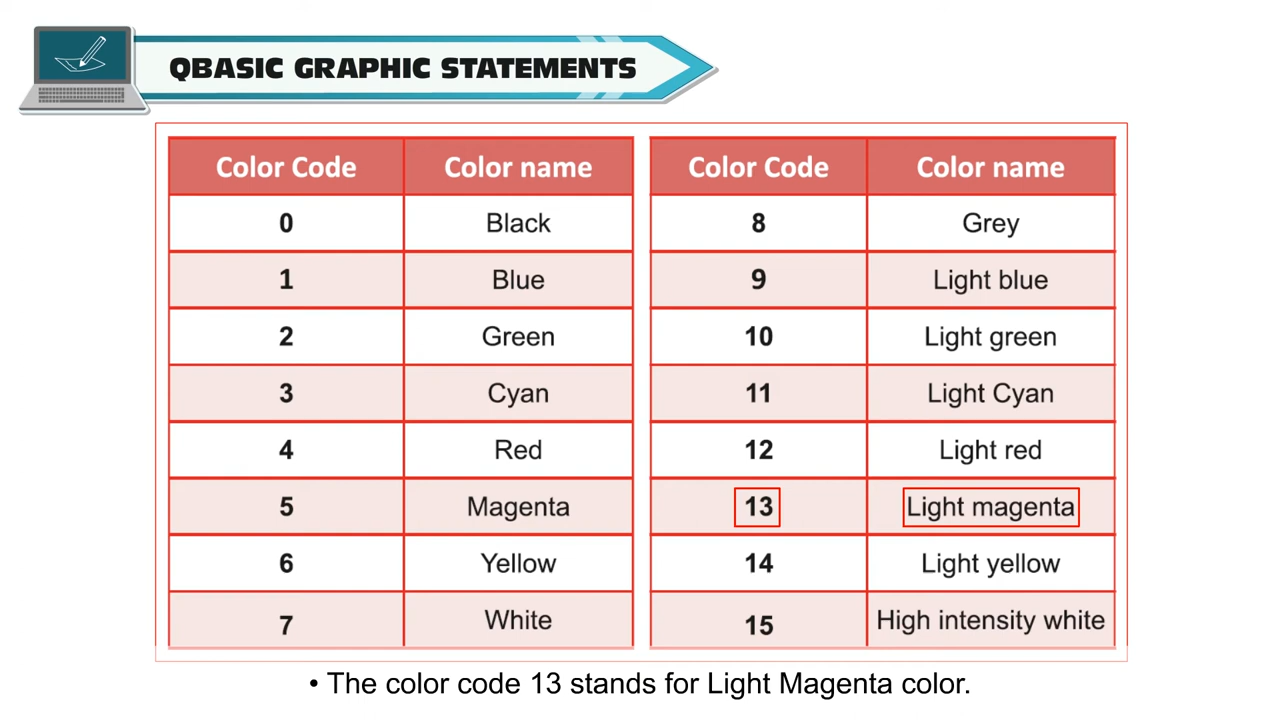 QBASIC GRAPHIC STATEMENTS
Color Code Color name Color Code Color name
0 Black 8 Grey
1 Blue 9 Light blue
2 Green 10 Light green
3 Cyan 11 Light Cyan
4 Red 12 Light red
5 Magenta 13 Light magenta
6 Yellow 14 Light yellow
7 White 15 High intensity white
• The color code 13 stands for Light Magenta color.